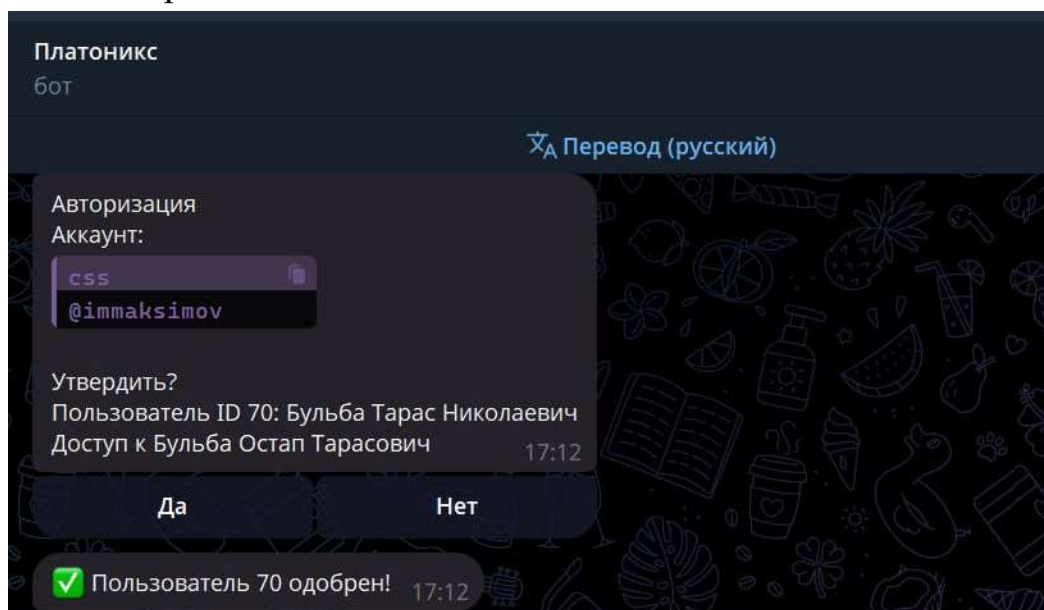 Платоникс
бот
Перевод (русский)
Авторизация
Аккаунт:
css
@immaksimov
Утвердить?
Пользователь ID 70: Бульба Тарас Николаевич
Доступ к Бульба Остап Тарасович
17:12
Да
Нет
✅ Пользователь 70 одобрен! 17:12